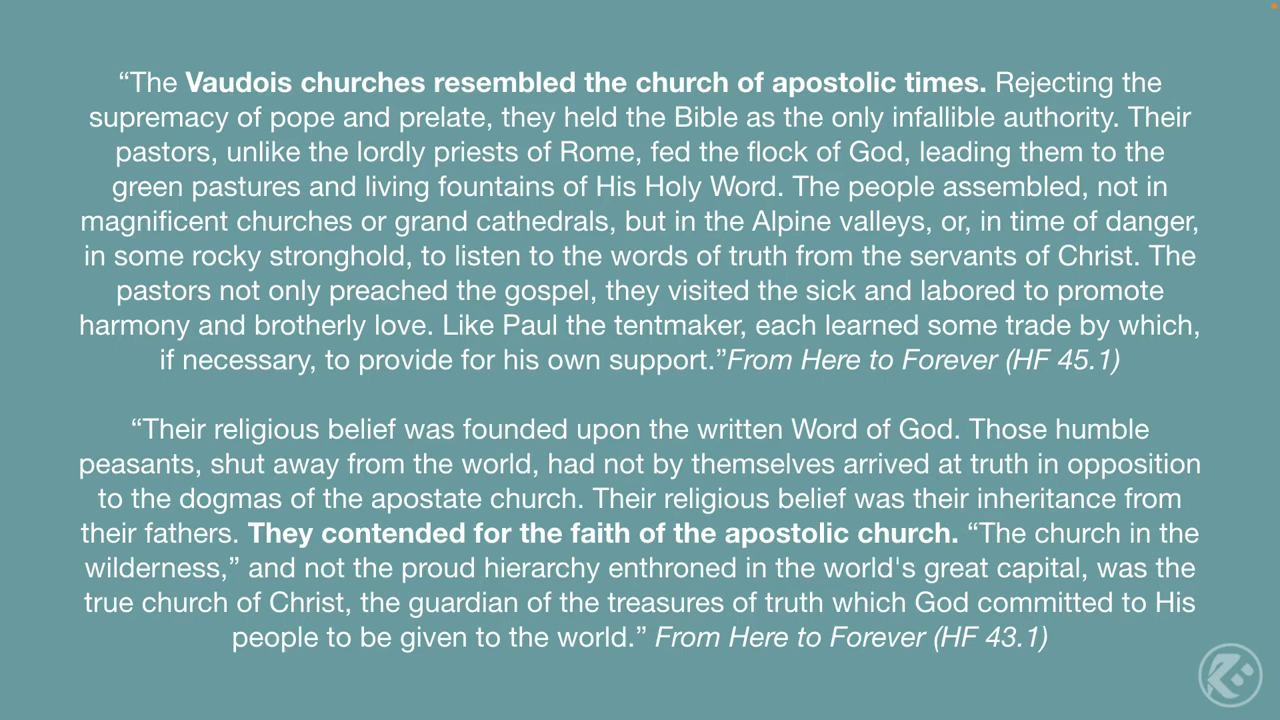 “The Vaudois churches resembled the church of apostolic times. Rejecting the
supremacy of pope and prelate, they held the Bible as the only infallible authority. Their
pastors, unlike the lordly priests of Rome, fed the flock of God, leading them to the
green pastures and living fountains of His Holy Word. The people assembled, not in
magnificent churches or grand cathedrals, but in the Alpine valleys, or, in time of danger,
in some rocky stronghold, to listen to the words of truth from the servants of Christ. The
pastors not only preached the gospel, they visited the sick and labored to promote
harmony and brotherly love. Like Paul the tentmaker, each learned some trade by which,
if necessary, to provide for his own support.”From Here to Forever (HF 45.1)
“Their religious belief was founded upon the written Word of God. Those humble
peasants, shut away from the world, had not by themselves arrived at truth in opposition
to the dogmas of the apostate church. Their religious belief was their inheritance from
their fathers. They contended for the faith of the apostolic church. “The church in the
wilderness,” and not the proud hierarchy enthroned in the world's great capital, was the
true church of Christ, the guardian of the treasures of truth which God committed to His
people to be given to the world.” From Here to Forever (HF 43.1)